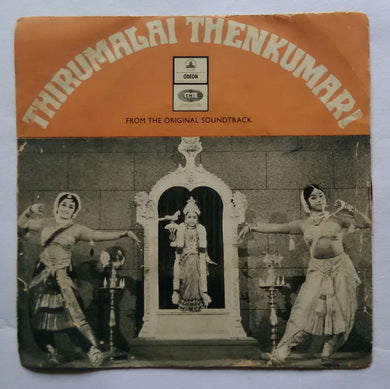 THIRUMALAI THENKUMARI
ODEON
EMI
FROM THE ORIGINAL SOUNDTRACK